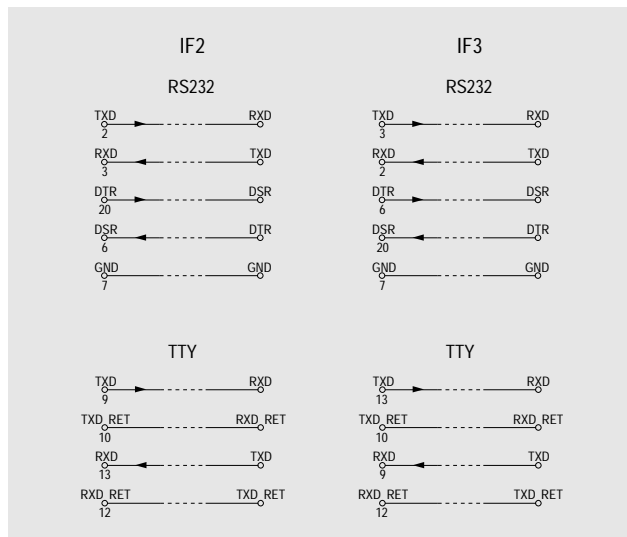 IF2 IF3
RS232 RS232
TXD RXD TXD RXD
2 3
RXD TXD RXD TXD
3 2
DTR DSR DTR DSR
20 6
DSR DTR DSR DTR
6 20
GND GND GND GND
7 7
TTY TTY
TXD RXD TXD RXD
9 13
TXD_RET RXD_RET TXD_RET RXD_RET
10 10
RXD TXD RXD TXD
13 9
RXD_RET TXD_RET RXD_RET TXD_RET
12 12